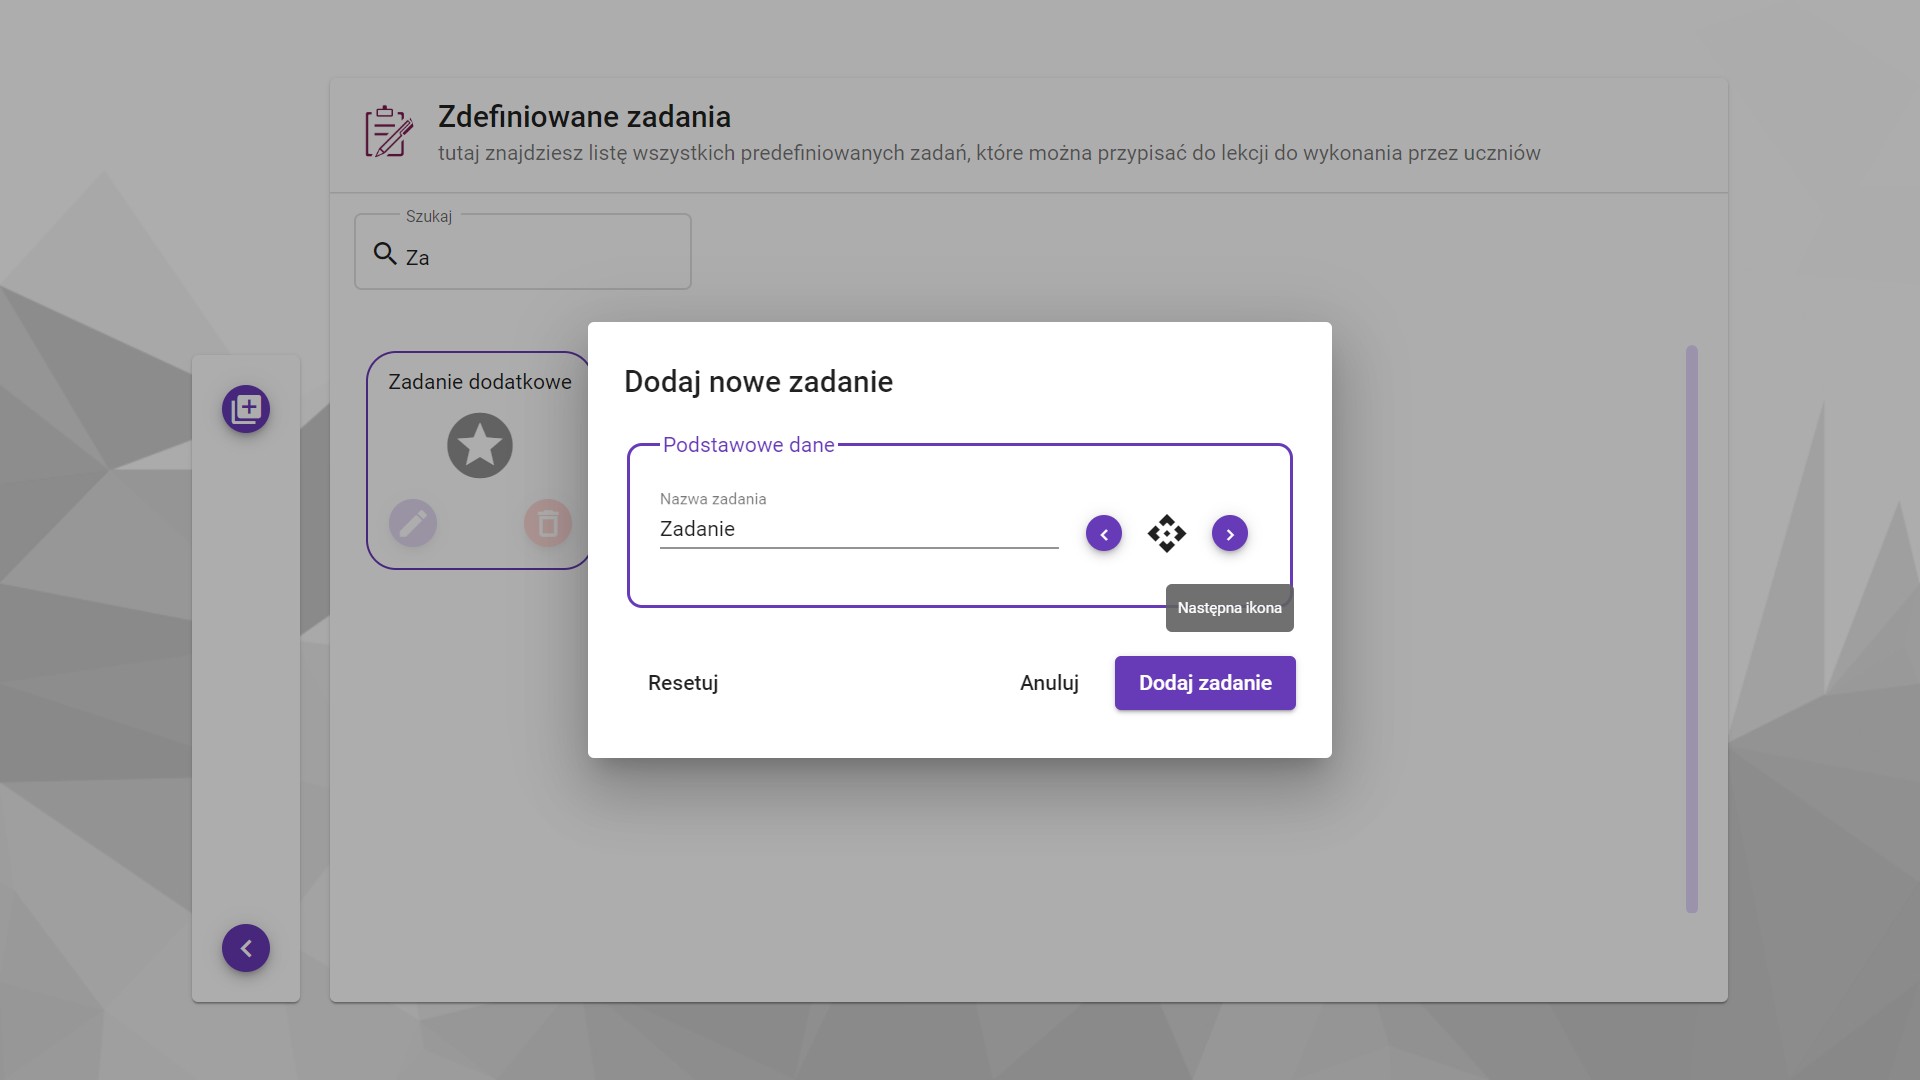 Zdefiniowane zadania
tutaj znajdziesz listę wszystkich predefiniowanych zadań, które można przypisać do lekcji do wykonania przez uczniów
Szukaj
Za
Zadanie dodatkowe
Dodaj nowe zadanie
Podstawowe dane
Nazwa zadania
Zadanie
Następna ikona
Resetuj
Anuluj
Dodaj zadanie